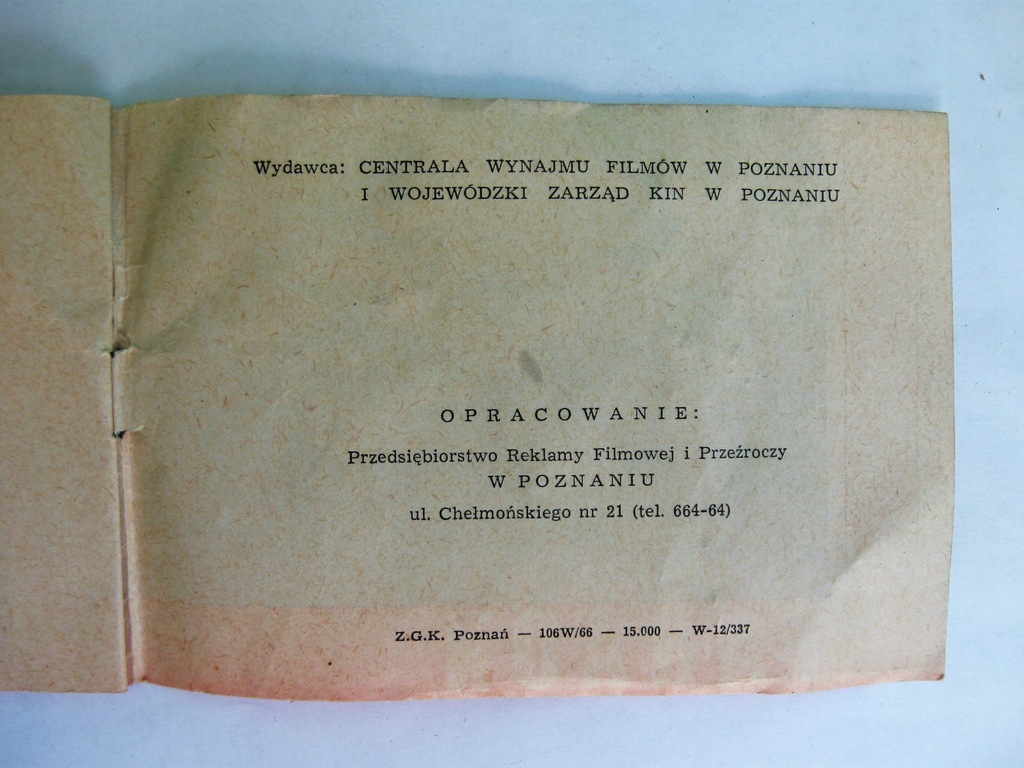 Wydawca: CENTRALA WYNAJMU FILMÓW W POZNANIU
I WOJEWÓDZKI ZARZĄD KIN W POZNANIU
OPRACOWANIE:
Przedsiębiorstwo Reklamy Filmowej i Przeźroczy
W POZNANIU
ul. Chełmońskiego nr 21 (tel. 664-64)
Z.G.K. Poznań — 106W/66 — 15.000 — W-12/337